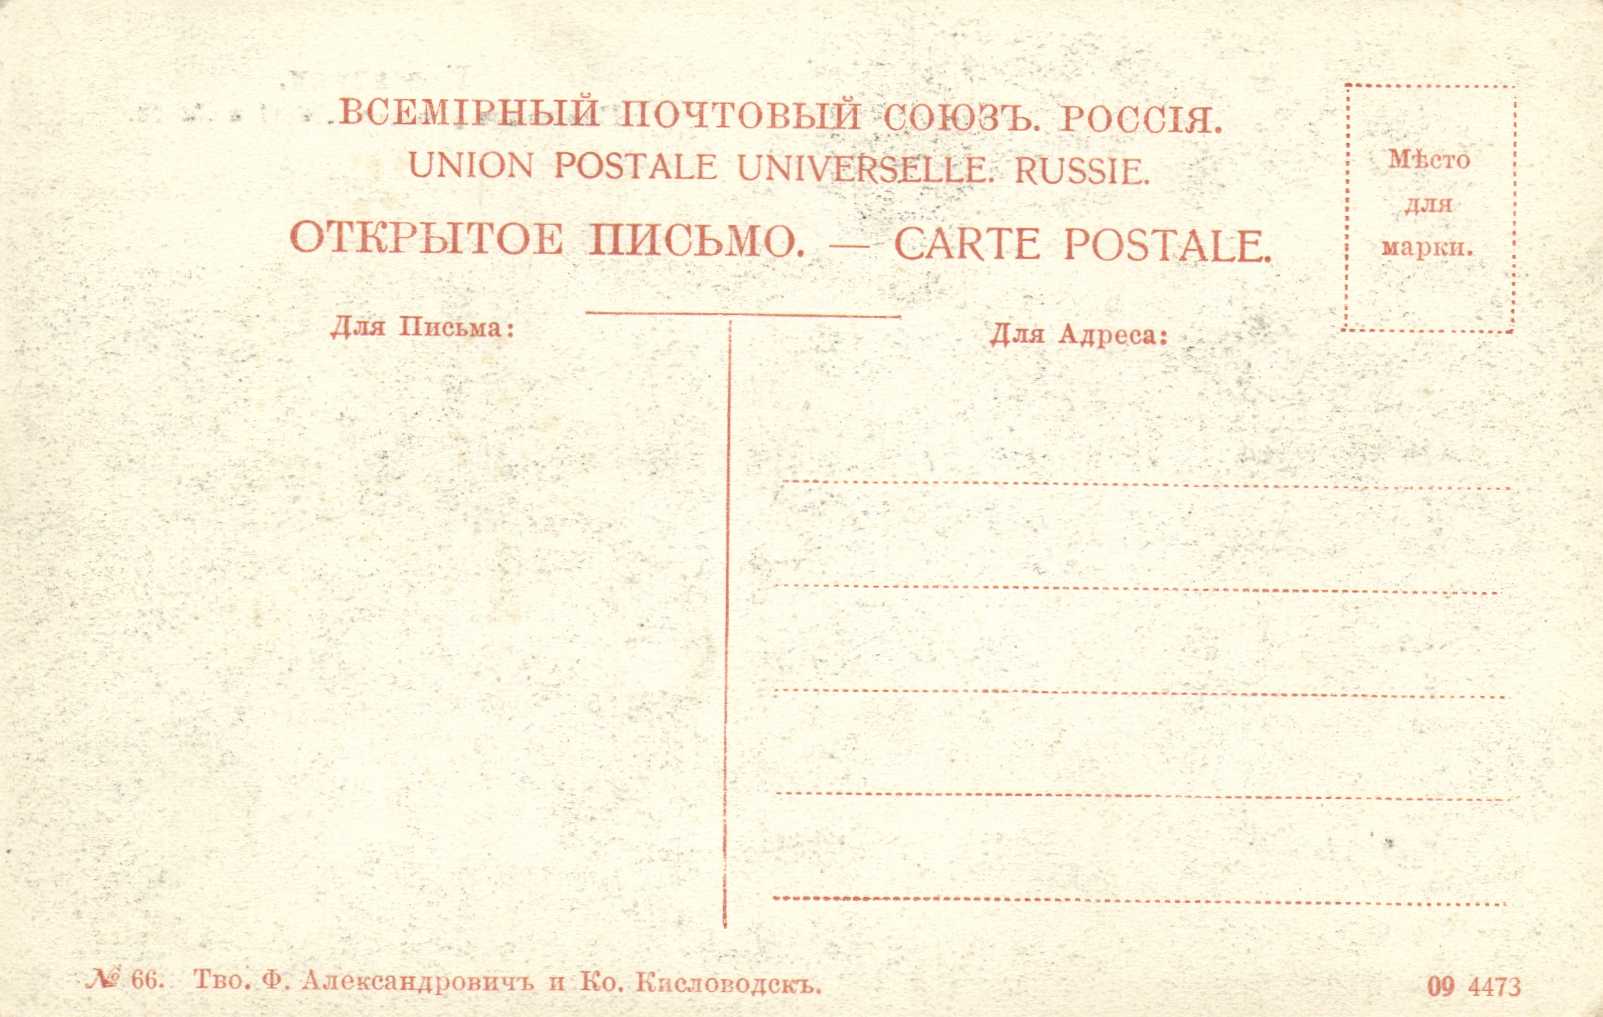 ВСЕМІРНЫЙ ПОЧТОВЫЙ СОЮЗЪ. РОССІЯ.
UNION POSTALE UNIVERSELLE. RUSSIE.
ОТКРЫТОЕ ПИСЬМО. — CARTE POSTALE.
Мѣсто
для
марки.
Для Письма:
Для Адреса:
№ 66. Тво. Ф. Александровичъ и Ко. Кисловодскъ.
09 4473